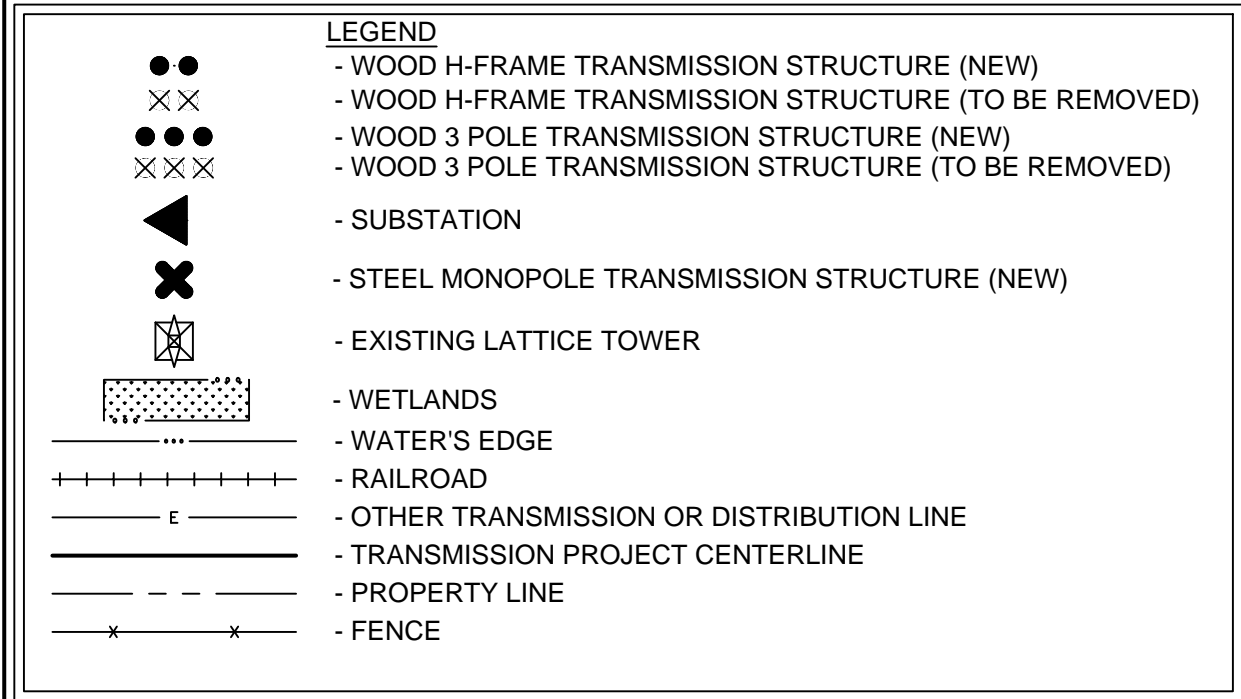 LEGEND
- WOOD H-FRAME TRANSMISSION STRUCTURE (NEW)
- WOOD H-FRAME TRANSMISSION STRUCTURE (TO BE REMOVED)
- WOOD 3 POLE TRANSMISSION STRUCTURE (NEW)
- WOOD 3 POLE TRANSMISSION STRUCTURE (TO BE REMOVED)
- SUBSTATION
- STEEL MONOPOLE TRANSMISSION STRUCTURE (NEW)
- EXISTING LATTICE TOWER
- WETLANDS
- WATER'S EDGE
- RAILROAD
E - OTHER TRANSMISSION OR DISTRIBUTION LINE
- TRANSMISSION PROJECT CENTERLINE
- PROPERTY LINE
- FENCE